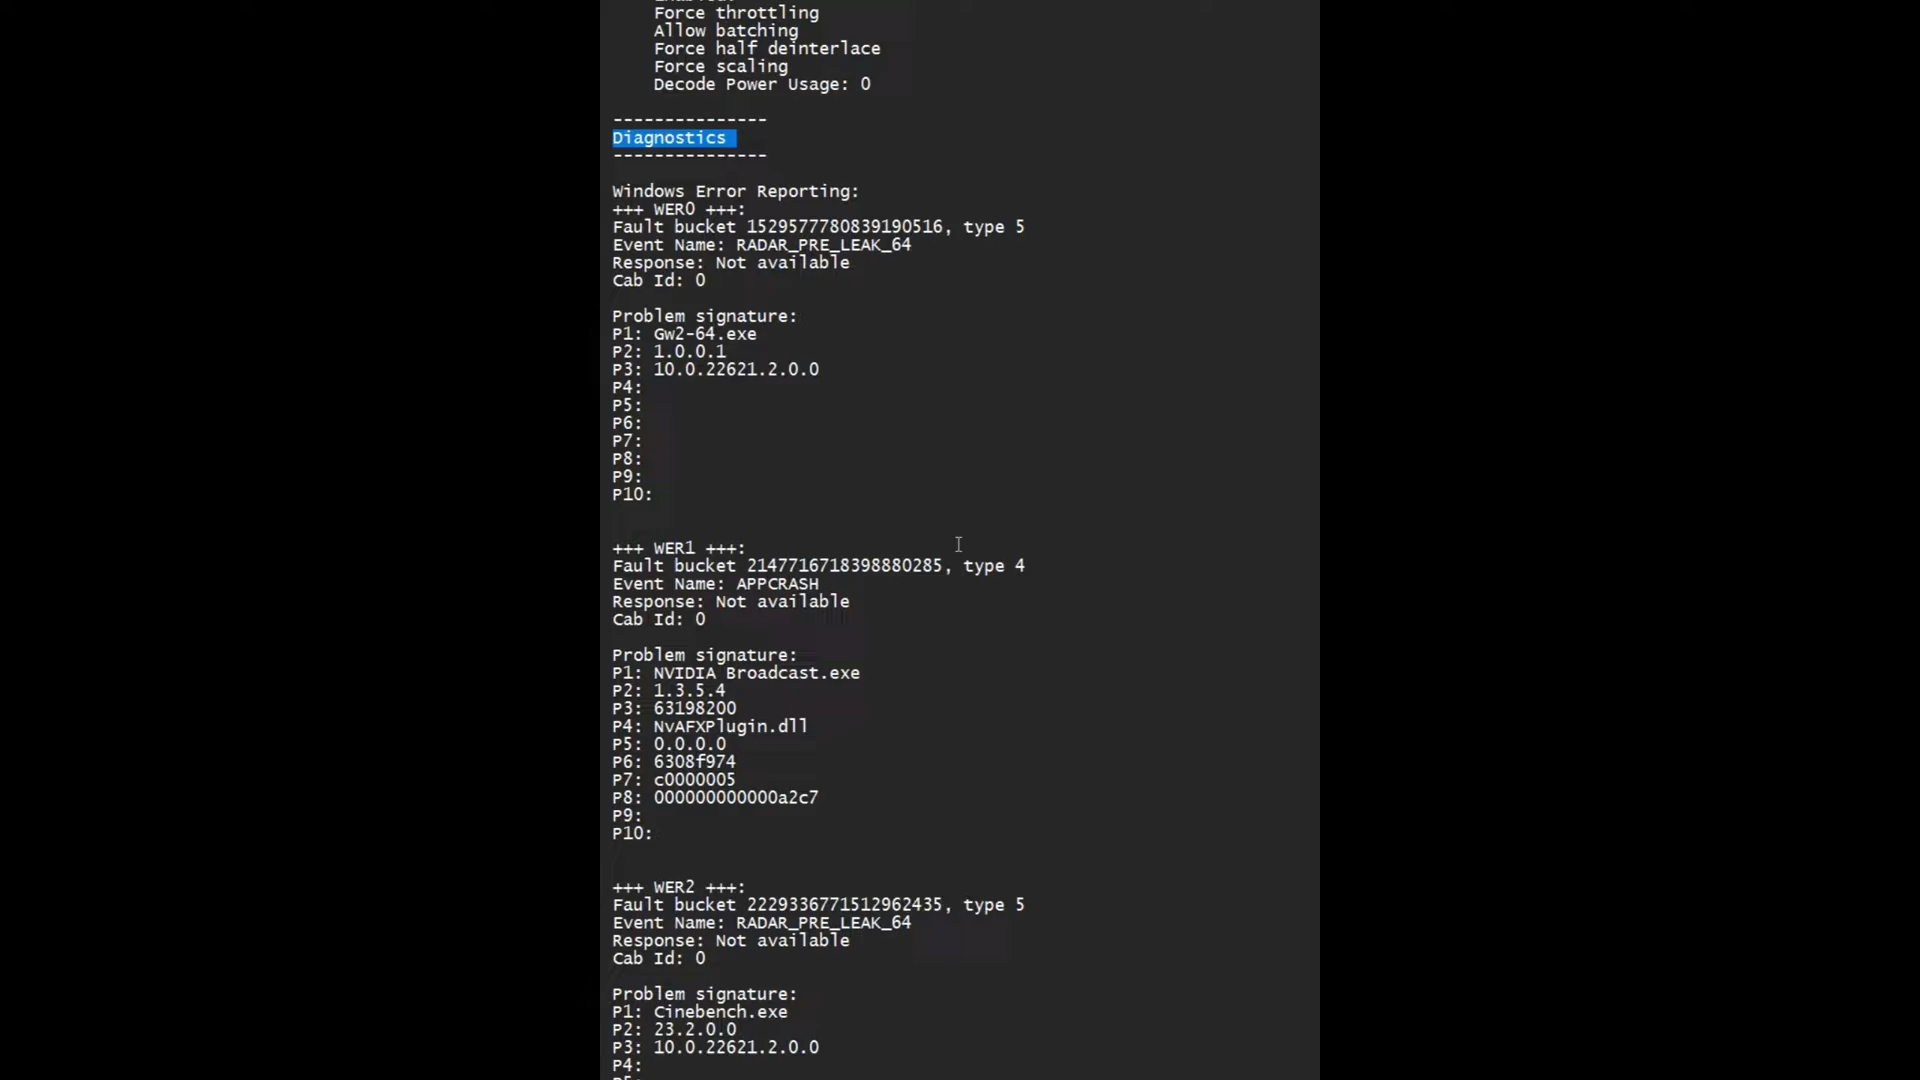 Force throttling
Allow batching
Force half deinterlace
Force scaling
Decode Power Usage: 0
---------------
Diagnostics
---------------
Windows Error Reporting:
+++ WER0 +++:
Fault bucket 1529577780839190516, type 5
Event Name: RADAR_PRE_LEAK_64
Response: Not available
Cab Id: 0
Problem signature:
P1: Gw2-64.exe
P2: 1.0.0.1
P3: 10.0.22621.2.0.0
P4:
P5:
P6:
P7:
P8:
P9:
P10:
+++ WER1 +++:
Fault bucket 2147716718398880285, type 4
Event Name: APPCRASH
Response: Not available
Cab Id: 0
Problem signature:
P1: NVIDIA Broadcast.exe
P2: 1.3.5.4
P3: 63198200
P4: NvAFXPlugin.dll
P5: 0.0.0.0
P6: 6308f974
P7: c0000005
P8: 000000000000a2c7
P9:
P10:
+++ WER2 +++:
Fault bucket 2229336771512962435, type 5
Event Name: RADAR_PRE_LEAK_64
Response: Not available
Cab Id: 0
Problem signature:
P1: Cinebench.exe
P2: 23.2.0.0
P3: 10.0.22621.2.0.0
P4: